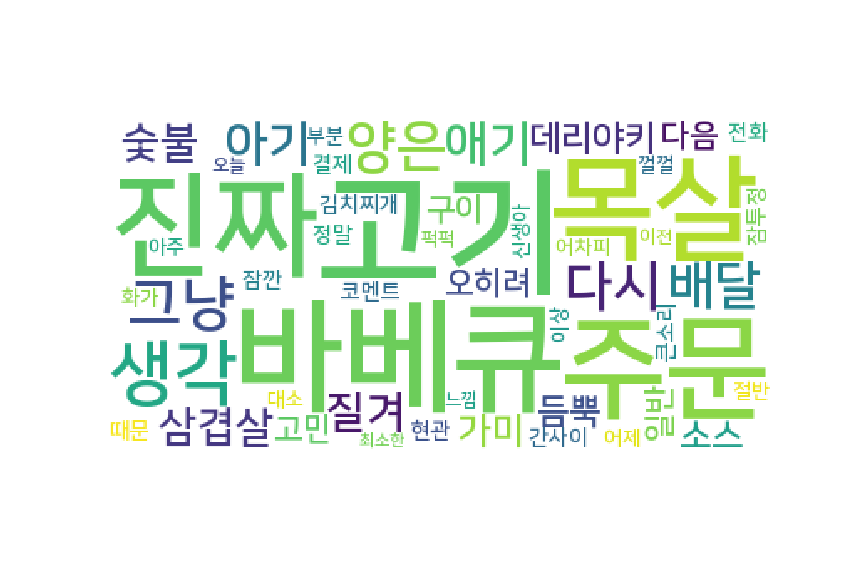 숯불 아기 부분 양은 애기 데리야키 다음 전화
오늘 결제 껄껄
진짜 고기 목살
김치찌개 구이 잠투정
아주 정말 퍽퍽 신생아 어차피 이전
화가 그냥 잠깐 코멘트 오히려 다시 배달
생각 바베큐 이상 주문 큰소리
대소 느낌 절반
때문 삼겹살 고민 질겨 최소한 현관 가미 듬뿍 간사이 어제 일반 소스